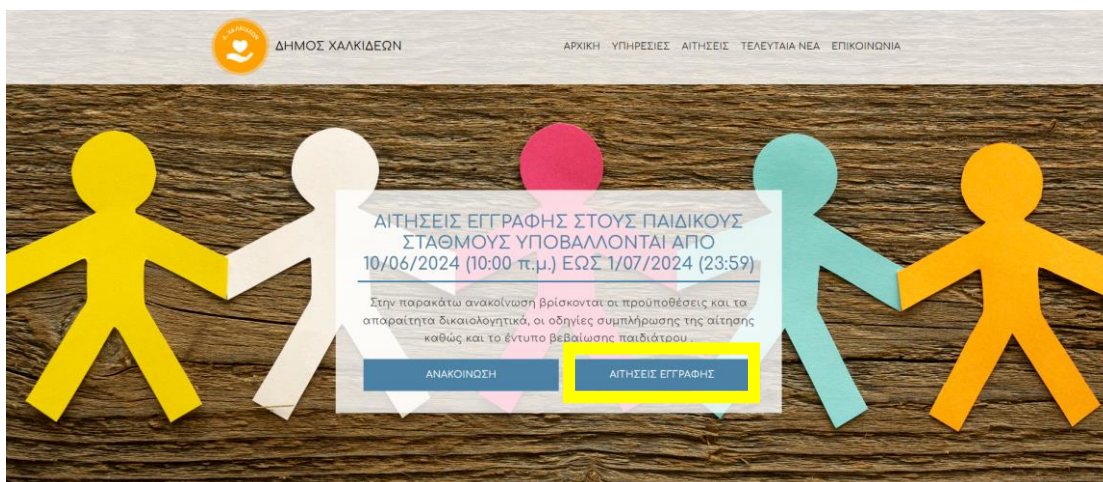 Δ. ΧΑΛΚΙΔΕΩΝ
ΔΗΜΟΣ ΧΑΛΚΙΔΕΩΝ
ΑΡΧΙΚΗ ΥΠΗΡΕΣΙΕΣ ΑΙΤΗΣΕΙΣ ΤΕΛΕΥΤΑΙΑ ΝΕΑ ΕΠΙΚΟΙΝΩΝΙΑ
ΑΙΤΗΣΕΙΣ ΕΓΓΡΑΦΗΣ ΣΤΟΥΣ ΠΑΙΔΙΚΟΥΣ
ΣΤΑΘΜΟΥΣ ΥΠΟΒΑΛΛΟΝΤΑΙ ΑΠΟ
10/06/2024 (10:00 π.μ.) ΕΩΣ 1/07/2024 (23:59)
Στην παρακάτω ανακοίνωση βρίσκονται οι προϋποθέσεις και τα
απαραίτητα δικαιολογητικά, οι οδηγίες συμπλήρωσης της αίτησης
καθώς και το έντυπο βεβαίωσης παιδιάτρου .
ΑΝΑΚΟΙΝΩΣΗ
ΑΙΤΗΣΕΙΣ ΕΓΓΡΑΦΗΣ